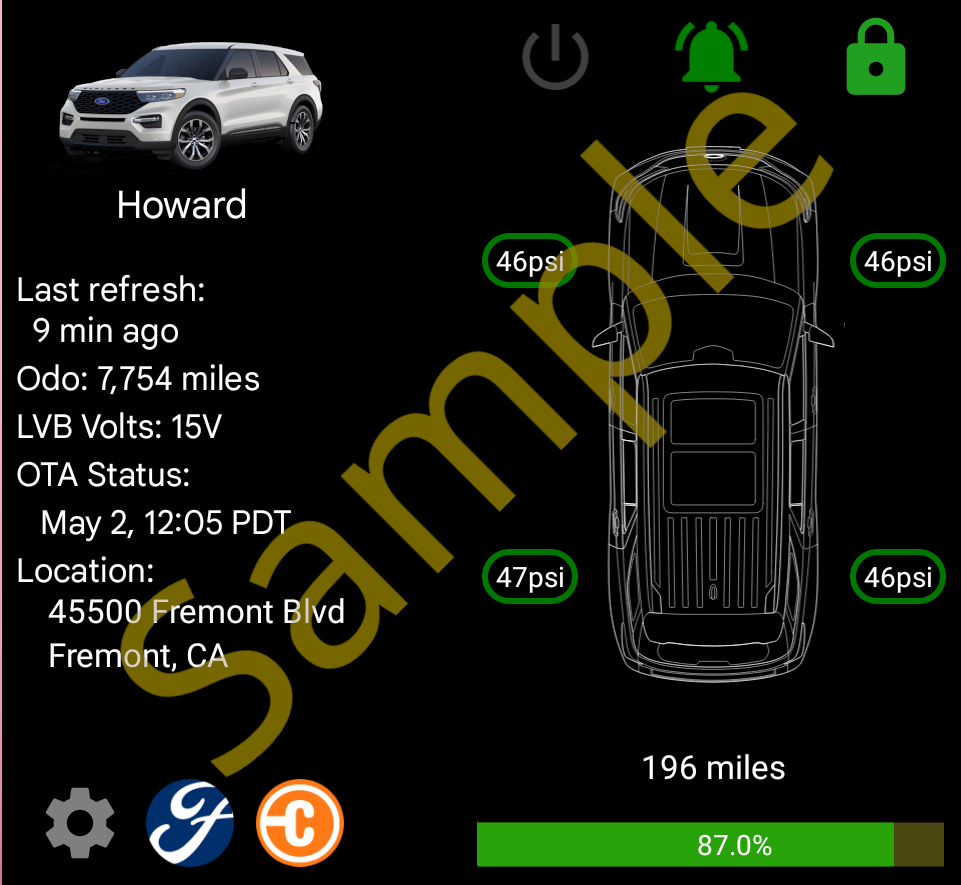 Howard
Last refresh:
9 min ago
Odo: 7,754 miles
LVB Volts: 15V
OTA Status:
May 2, 12:05 PDT
Location:
45500 Fremont Blvd
Fremont, CA
46psi
46psi
47psi
46psi
196 miles
87.0%
Sample